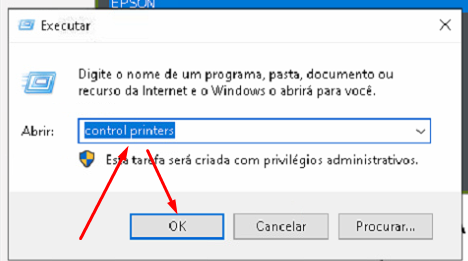 EPSON
Executar
Digite o nome de um programa, pasta, documento ou
recurso da Internet e o Windows o abrirá para você.
Abrir: control printers
Esta tarefa será criada com privilégios administrativos.
OK Cancelar Procurar...